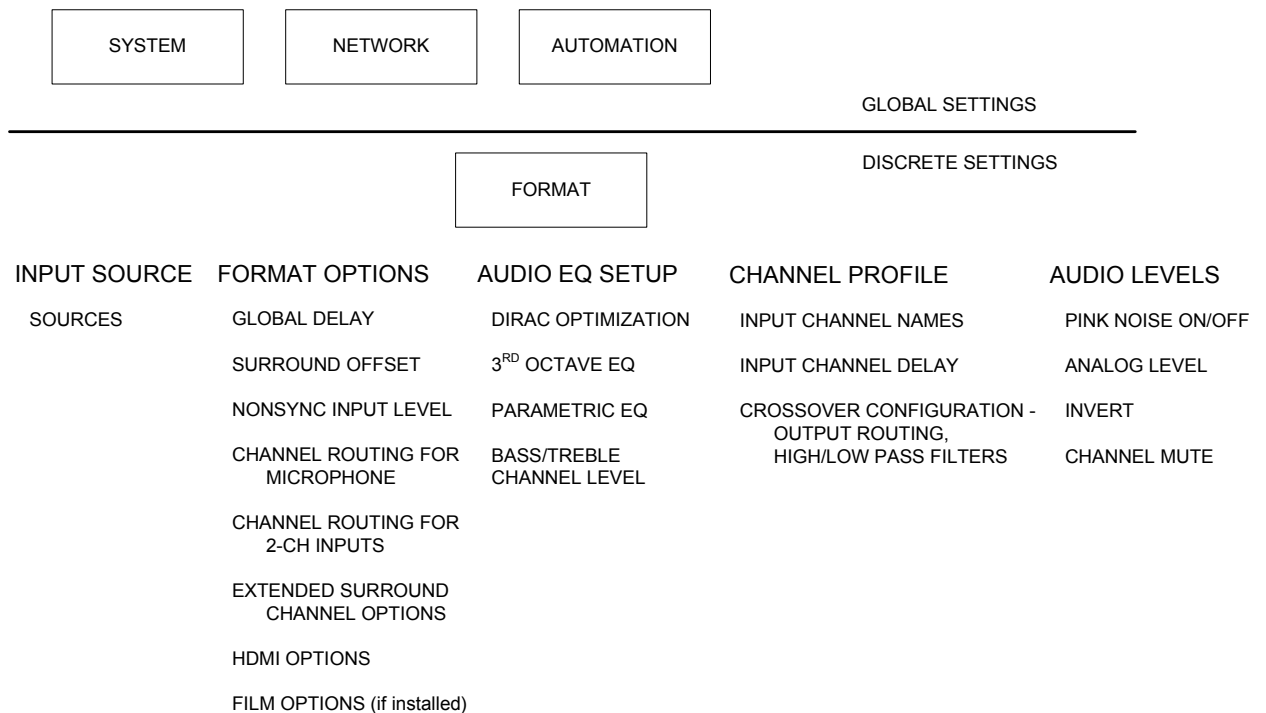 SYSTEM
NETWORK
AUTOMATION
GLOBAL SETTINGS
DISCRETE SETTINGS
FORMAT
INPUT SOURCE
SOURCES
FORMAT OPTIONS
GLOBAL DELAY
SURROUND OFFSET
NONSYNC INPUT LEVEL
CHANNEL ROUTING FOR
MICROPHONE
CHANNEL ROUTING FOR
2-CH INPUTS
EXTENDED SURROUND
CHANNEL OPTIONS
HDMI OPTIONS
FILM OPTIONS (if installed)
AUDIO EQ SETUP
DIRAC OPTIMIZATION
3RD OCTAVE EQ
PARAMETRIC EQ
BASS/TREBLE
CHANNEL LEVEL
CHANNEL PROFILE
INPUT CHANNEL NAMES
INPUT CHANNEL DELAY
CROSSOVER CONFIGURATION -
OUTPUT ROUTING,
HIGH/LOW PASS FILTERS
AUDIO LEVELS
PINK NOISE ON/OFF
ANALOG LEVEL
INVERT
CHANNEL MUTE